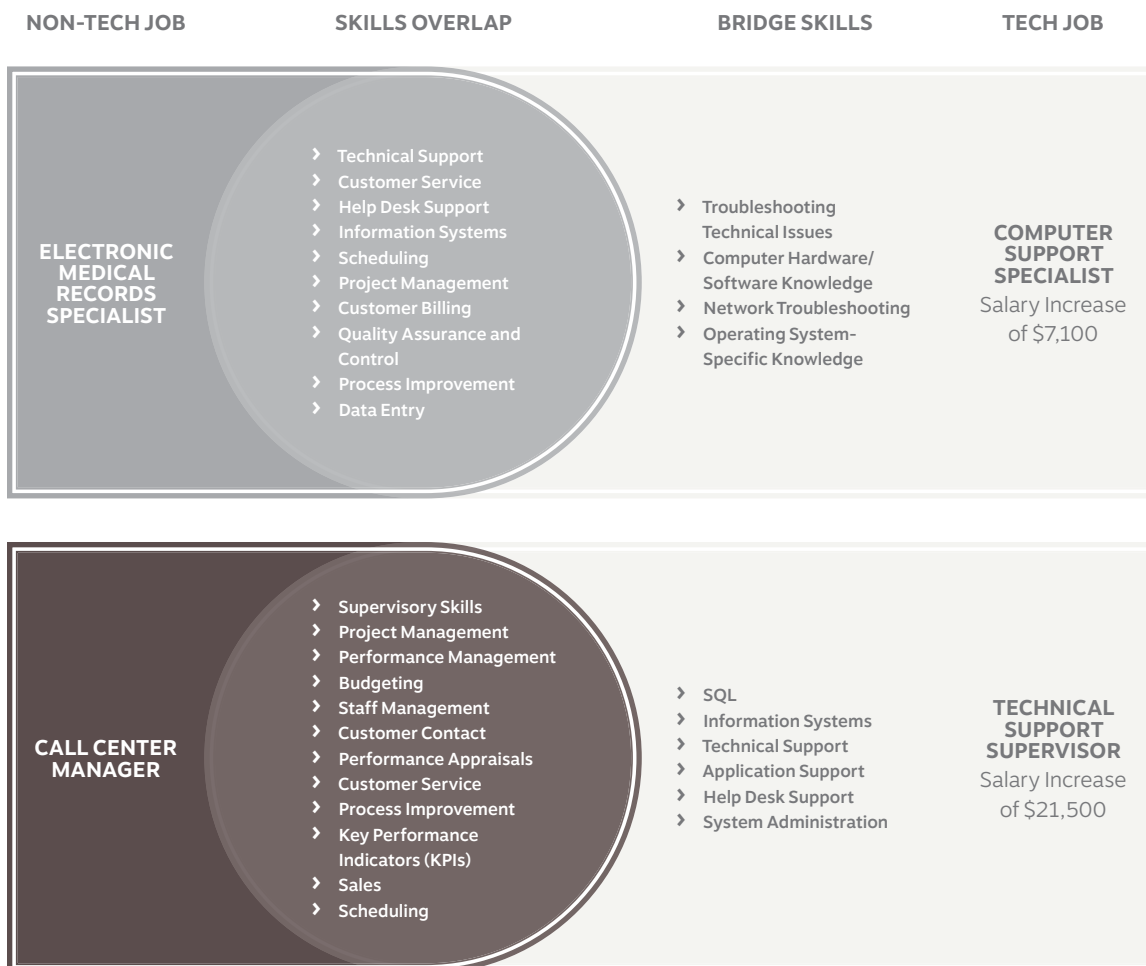 NON-TECH JOB
SKILLS OVERLAP
BRIDGE SKILLS
TECH JOB
ELECTRONIC
MEDICAL
RECORDS
SPECIALIST
› Technical Support
› Customer Service
› Help Desk Support
› Information Systems
› Scheduling
› Project Management
› Customer Billing
› Quality Assurance and
Control
› Process Improvement
› Data Entry
› Troubleshooting
Technical Issues
› Computer Hardware/
Software Knowledge
› Network Troubleshooting
› Operating System-
Specific Knowledge
COMPUTER
SUPPORT
SPECIALIST
Salary Increase
of $7,100
CALL CENTER
MANAGER
› Supervisory Skills
› Project Management
› Performance Management
› Budgeting
› Staff Management
› Customer Contact
› Performance Appraisals
› Customer Service
› Process Improvement
› Key Performance
Indicators (KPIs)
› Sales
› Scheduling
› SQL
› Information Systems
› Technical Support
› Application Support
› Help Desk Support
› System Administration
TECHNICAL
SUPPORT
SUPERVISOR
Salary Increase
of $21,500